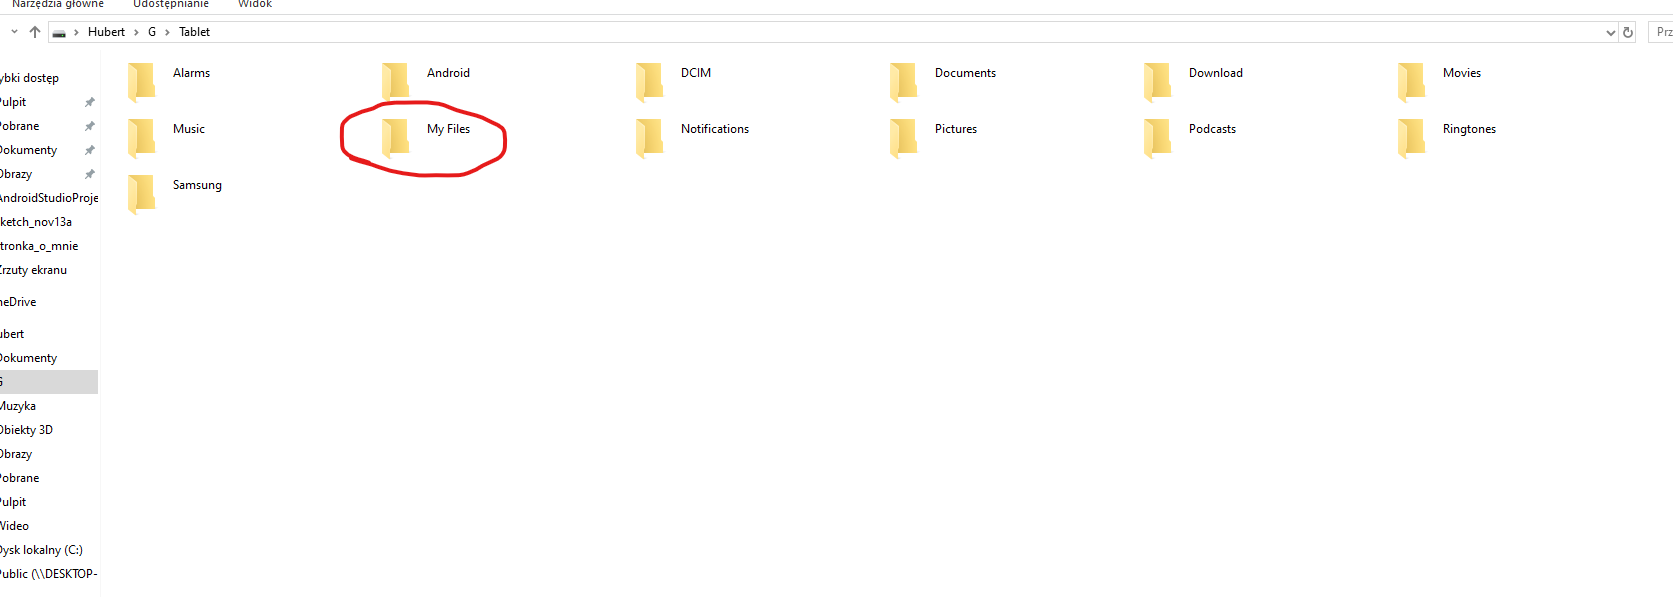 Narzędzia główne Udostępnianie Widok
Hubert > G > Tablet Prz
ybki dostęp
Pulpit
Pobrane
Dokumenty
Obrazy
AndroidStudioProje
ketch_nov13a
tronka_o_mnie
Zrzuty ekranu
neDrive
ubert
Dokumenty
G
Muzyka
Obiekty 3D
Obrazy
Pobrane
Pulpit
Wideo
Dysk lokalny (C:)
Public (\\DESKTOP-
Alarms Android DCIM Documents Download Movies
Music My Files Notifications Pictures Podcasts Ringtones
Samsung